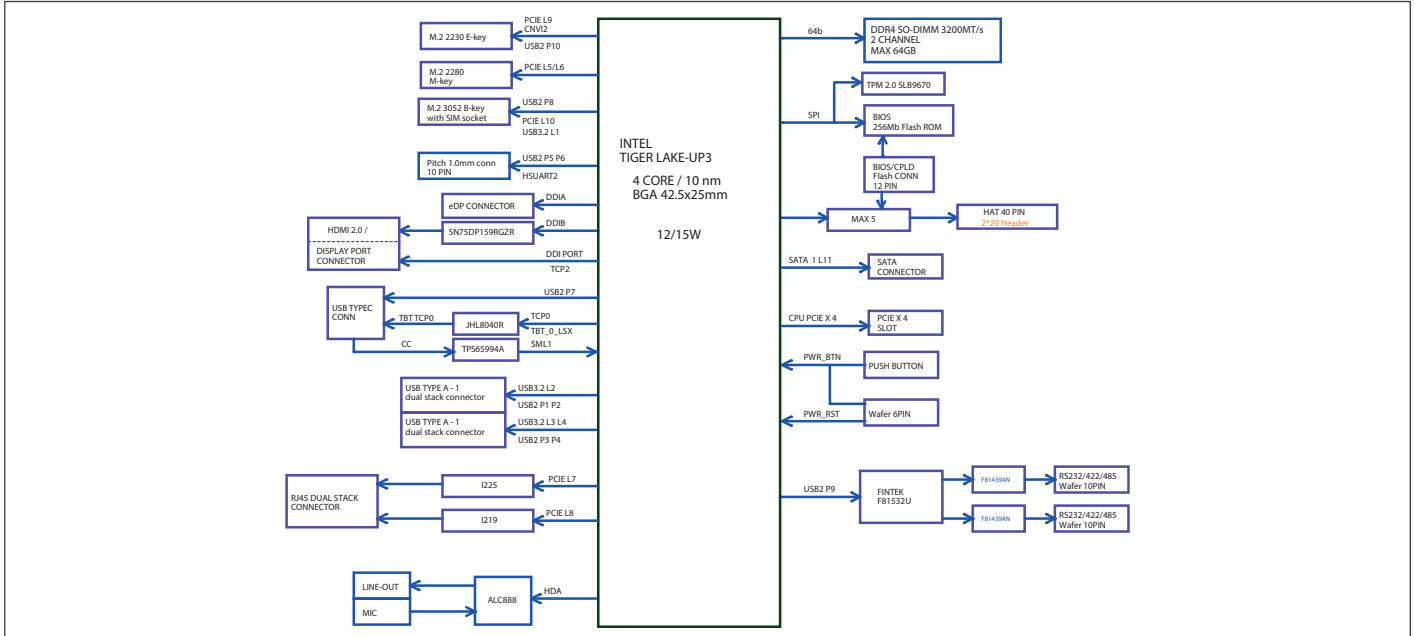 PCIE L9
CNVI2
M.2 2230 E-key
USB2 P10
M.2 2280
M-key
PCIE L5/L6
M.2 3052 B-key
with SIM socket
USB2 P8
PCIE L10
USB3.2 L1
Pitch 1.0mm conn
10 PIN
USB2 P5 P6
HSUART2
eDP CONNECTOR
DDIA
HDMI 2.0 /
DISPLAY PORT
CONNECTOR
SN75DP159RGZR
DDIB
DDI PORT
TCP2
USB TYPEC
CONN
USB2 P7
TBT TCP0
JHL8040R
TCP0
TBT_0_LSX
CC
TPS65994A
SML1
USB TYPE A - 1
dual stack connector
USB3.2 L2
USB2 P1 P2
USB TYPE A - 1
dual stack connector
USB3.2 L3 L4
USB2 P3 P4
RJ45 DUAL STACK
CONNECTOR
I225
PCIE L7
I219
PCIE L8
LINE-OUT
MIC
ALC888
HDA
INTEL
TIGER LAKE-UP3
4 CORE / 10 nm
BGA 42.5x25mm
12/15W
64b
DDR4 SO-DIMM 3200MT/s
2 CHANNEL
MAX 64GB
TPM 2.0 SLB9670
SPI
BIOS
256Mb Flash ROM
BIOS/CPLD
Flash CONN
12 PIN
MAX 5
HAT 40 PIN
2*20 Header
SATA 1 L11
SATA
CONNECTOR
CPU PCIE X 4
PCIE X 4
SLOT
PWR_BTN
PUSH BUTTON
PWR_RST
Wafer 6PIN
USB2 P9
FINTEK
F81532U
F81439AN
RS232/422/485
Wafer 10PIN
F81439AN
RS232/422/485
Wafer 10PIN